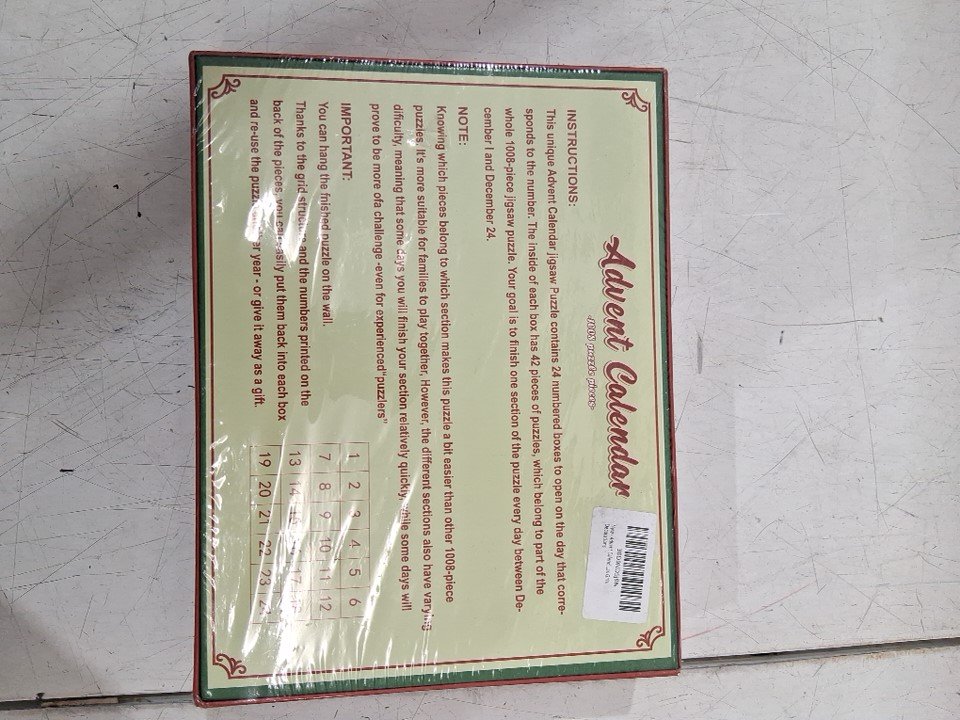 Advent Calendar
-1008 puzzle pieces-
INSTRUCTIONS:
This unique Advent Calendar jigsaw Puzzle contains 24 numbered boxes to open on the day that corre-
sponds to the number. The inside of each box has 42 pieces of puzzles, which belong to part of the
whole 1008-piece jigsaw puzzle. Your goal is to finish one section of the puzzle every day between De-
cember I and December 24.
NOTE:
Knowing which pieces belong to which section makes this puzzle a bit easier than other 1008-piece
puzzles. It's more suitable for families to play together, However, the different sections also have varying
difficulty, meaning that some days you will finish your section relatively quickly, while some days will
prove to be more ofa challenge -even for experienced"puzzlers"
IMPORTANT:
You can hang the finished puzzle on the wall.
Thanks to the grid structure and the numbers printed on the
back of the pieces, you can easily put them back into each box
and re-use the puzzle er year - or give it away as a gift.
1 2 3 4 5 6
7 8 9 10 11 12
13 14 15 17 18
19 20 21 22 23 24